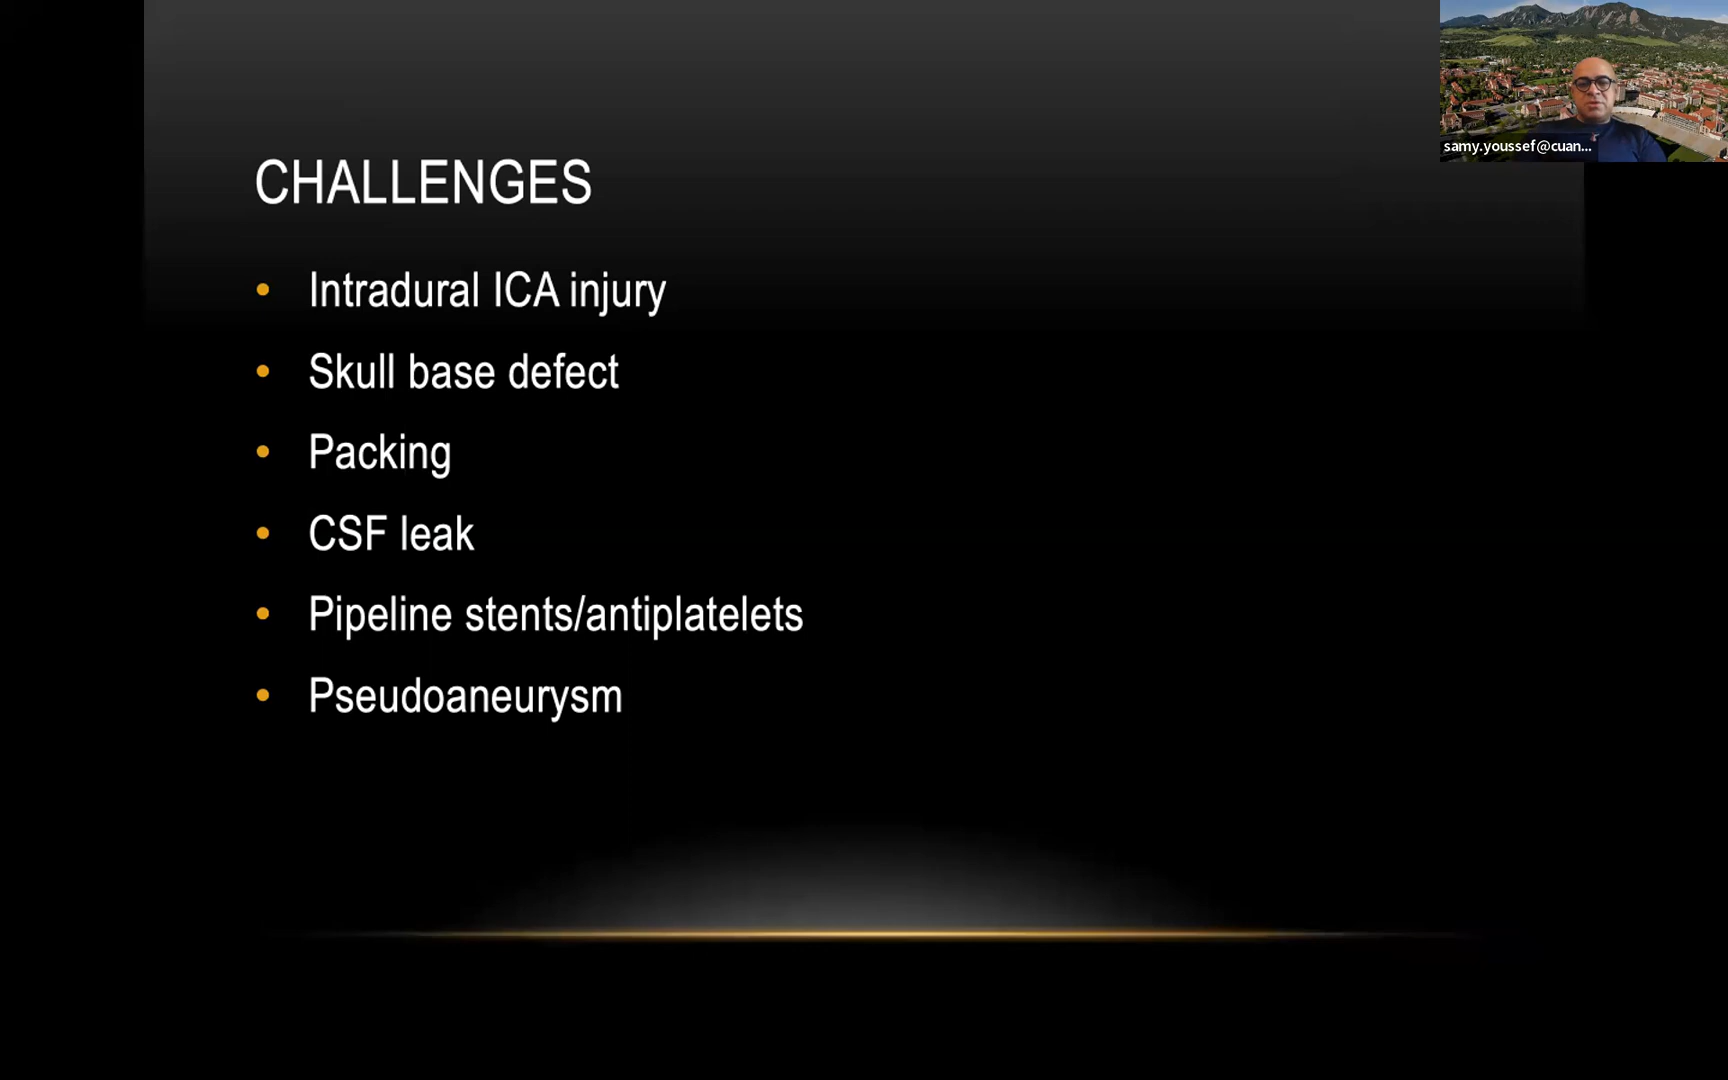 samy.youssef@cuan...
CHALLENGES
• Intradural ICA injury
• Skull base defect
• Packing
• CSF leak
• Pipeline stents/antiplatelets
• Pseudoaneurysm